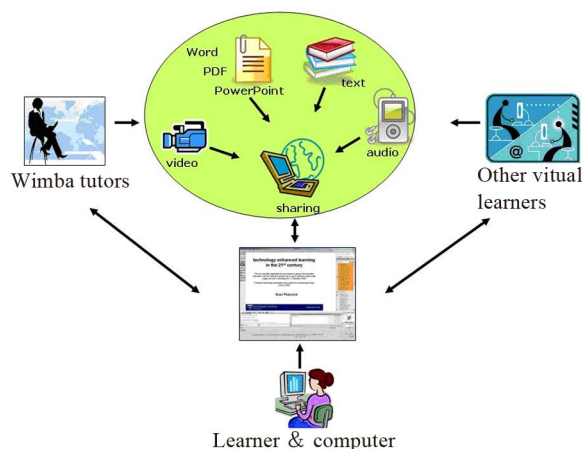 Word
PDF
PowerPoint
text
video
audio
sharing
Wimba tutors
Other vitual
learners
@
technology enhanced learning
in the 21st century
Learner & computer